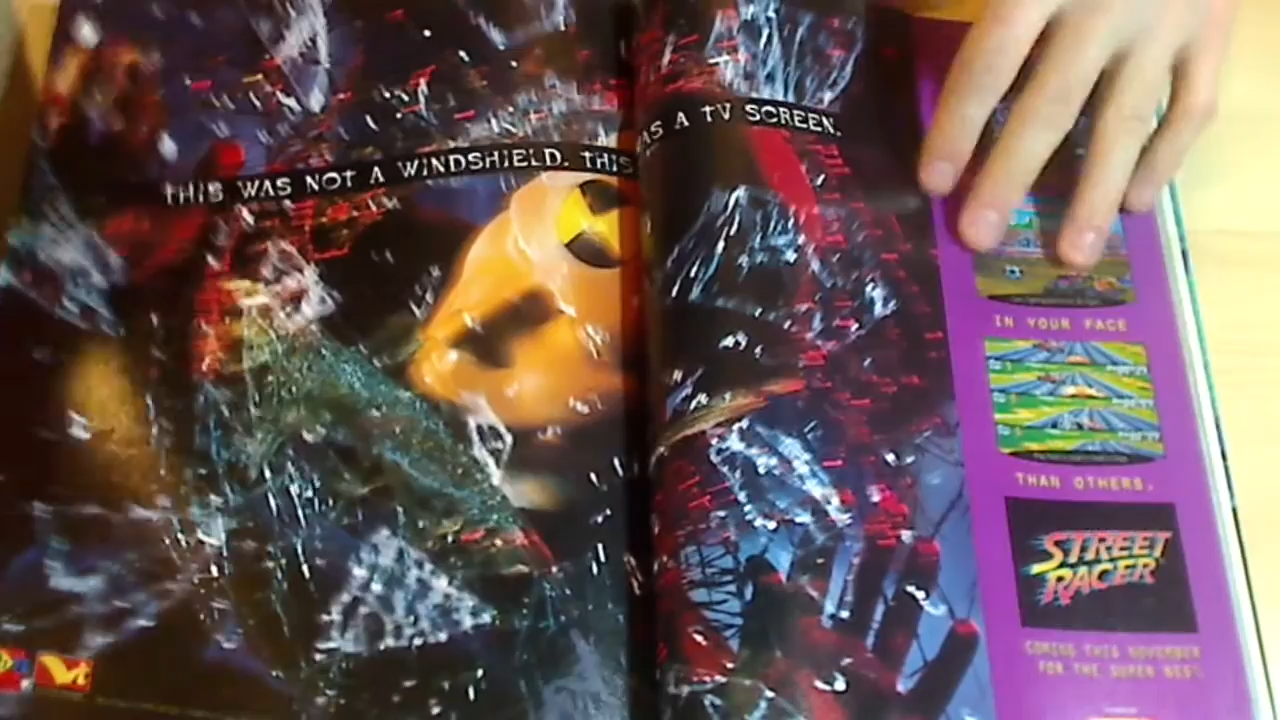 THIS WAS NOT A WINDSHIELD. THIS
AS A TV SCREEN.
IN YOUR FACE
THAN OTHERS.
STREET
RACER
COMING THIS NOVEMBER
FOR THE SUPER NES